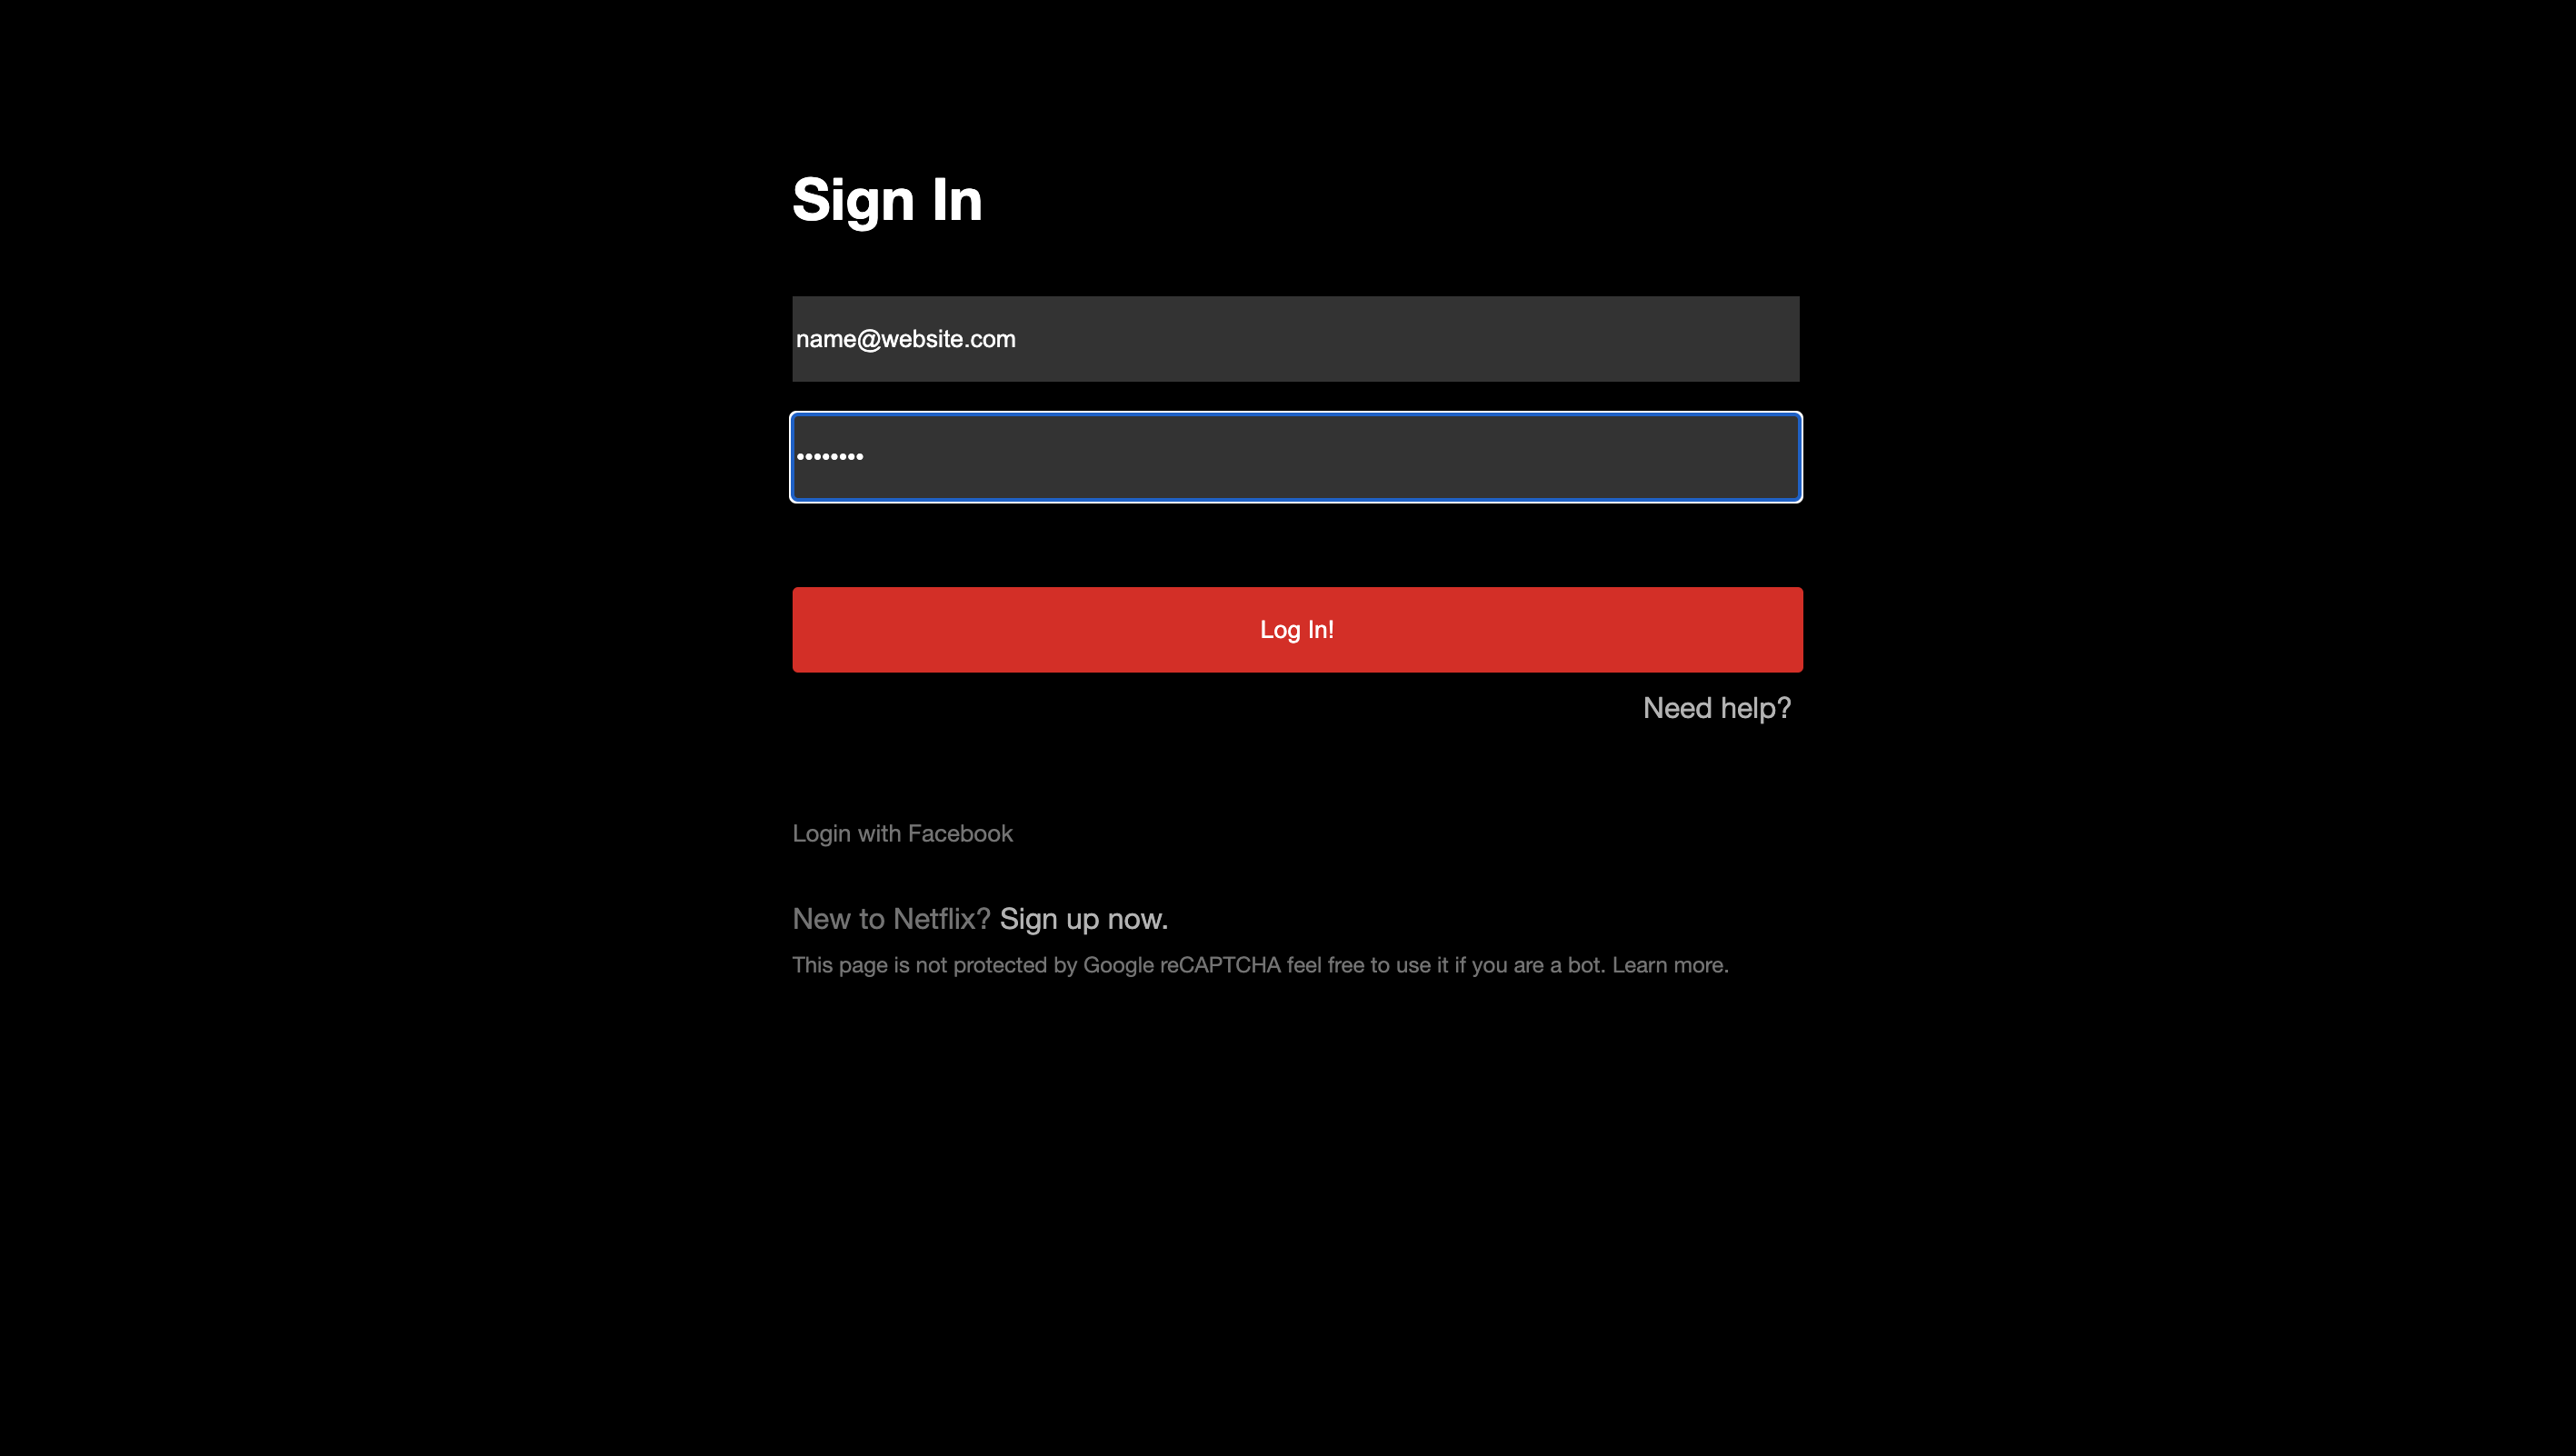 Sign In
name@website.com
••••••••
Log In!
Need help?
Login with Facebook
New to Netflix? Sign up now.
This page is not protected by Google reCAPTCHA feel free to use it if you are a bot. Learn more.